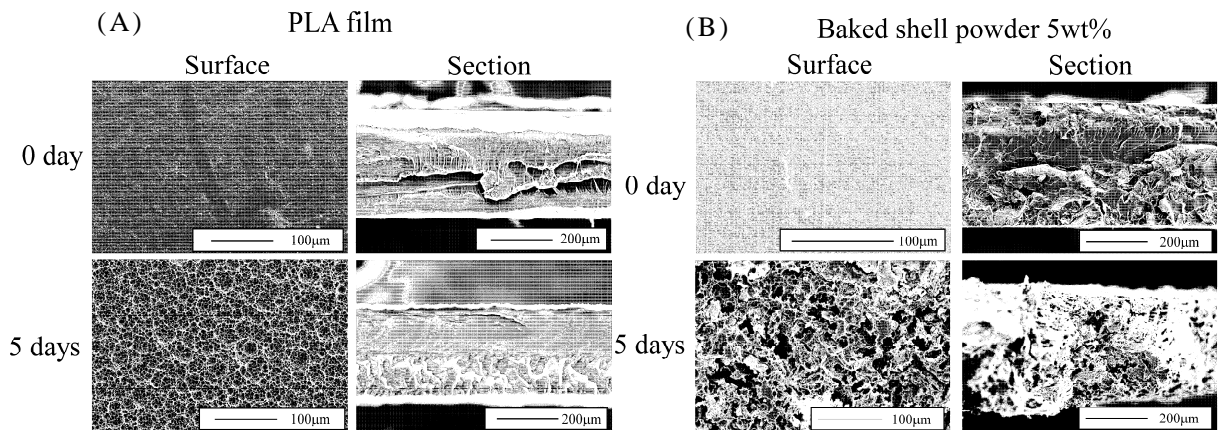 (A) PLA film
Surface Section
0 day
100μm 200μm
5 days
100μm 200μm
(B) Baked shell powder 5wt%
Surface Section
0 day
100μm 200μm
5 days
100μm 200μm